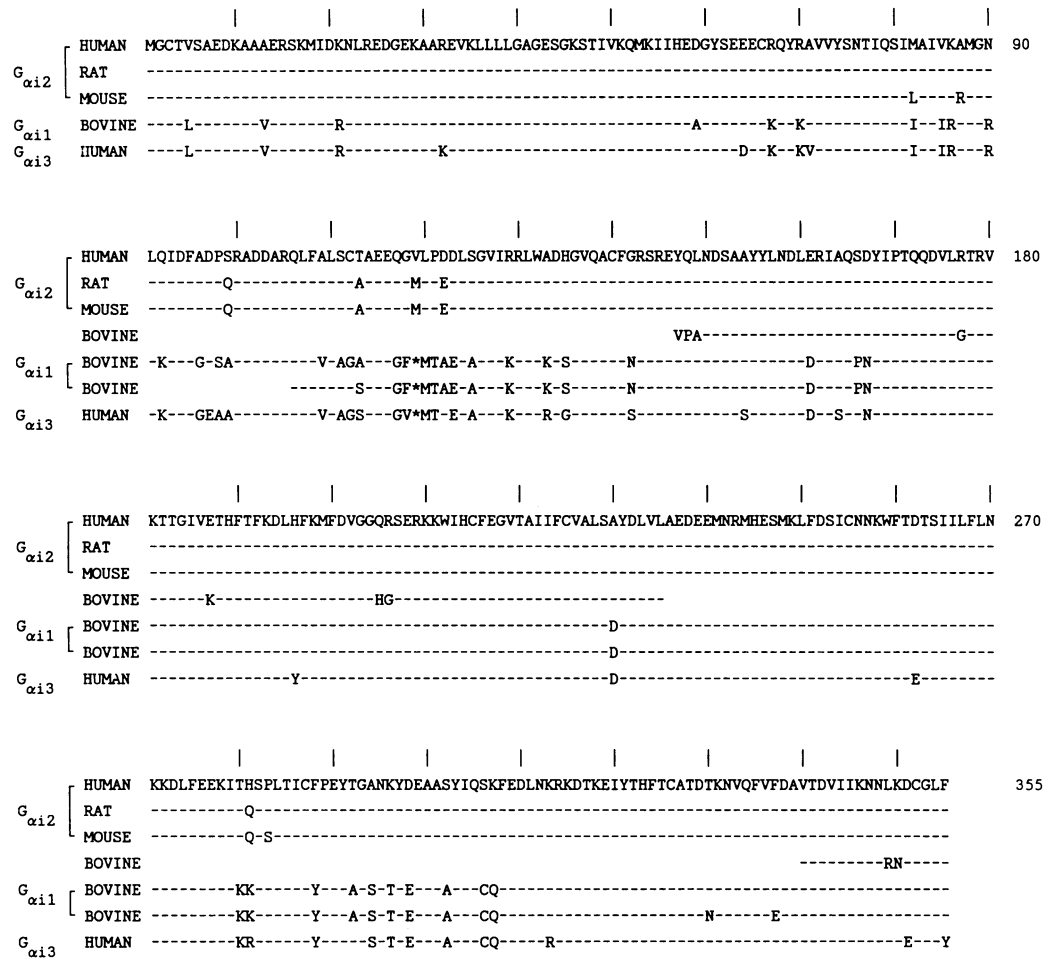 HUMAN MGCTVSAEDKAAAERSKMIDKNLREDGEKAAREVKLLLLGAGESGKSTIVKQMKIIHEDGYSEEECRQYRAVVYSNTIQSIMAIVKAMGN 90
Gαi2 RAT ------------------------------------------------------------------------------------------
MOUSE ---------------------------------------------------------------------------------L----R---
Gαi1 BOVINE ----L-------V-------R-------------------------------------A-------K--K-----------I--IR---R
Gαi3 HUMAN ----L-------V-------R----------K-------------------------------D--K--KV----------I--IR---R
HUMAN LQIDFADPSRADDARQLFALSCTAEEQGVLPDDLSGVIRRLWADHGVQACFGRSREYQLNDSAAYYLNDLERIAQSDYIPTQQDVLRTRV 180
Gαi2 RAT --------Q-------------A-----M--E----------------------------------------------------------
MOUSE --------Q-------------A-----M--E----------------------------------------------------------
BOVINE VPA---------------------------G---
Gαi1 BOVINE -K---G-SA---------V-AGA---GF*MTAE-A---K---K-S------N------------------D----PN-------------
BOVINE -------S---GF*MTAE-A---K---K-S------N------------------D----PN-------------
Gαi3 HUMAN -K---GEAA---------V-AGS---GV*MT-E-A---K---R-G------S-----------S------D--S--N-------------
HUMAN KTTGIVETHFTFKDLHFKMFDVGGQRSERKKWIHCFEGVTAIIFCVALSAYDLVLAEDEEMNRMHESMKLFDSICNNKWFTDTSIILFLN 270
Gαi2 RAT ------------------------------------------------------------------------------------------
MOUSE ------------------------------------------------------------------------------------------
BOVINE ------K-----------------HG-----------------------------
Gαi1 BOVINE -------------------------------------------------D----------------------------------------
BOVINE -------------------------------------------------D----------------------------------------
Gαi3 HUMAN ---------------Y---------------------------------D-------------------------------E--------
HUMAN KKDLFEEKITHSPLTICFPEYTGANKYDEAASYIQSKFEDLNKRKDTKEIYTHFTCATDTKNVQFVFDAVTDVIIKNNLKDCGLF 355
Gαi2 RAT ----------Q--------------------------------------------------------------------------
MOUSE ----------Q-S------------------------------------------------------------------------
BOVINE ---------RN-----
Gαi1 BOVINE ---------KK------Y---A-S-T-E---A---CQ------------------------------------------------
BOVINE ---------KK------Y---A-S-T-E---A---CQ----------------------N------E------------------
Gαi3 HUMAN ---------KR------Y-----S-T-E---A---CQ-----R-------------------------------------E---Y